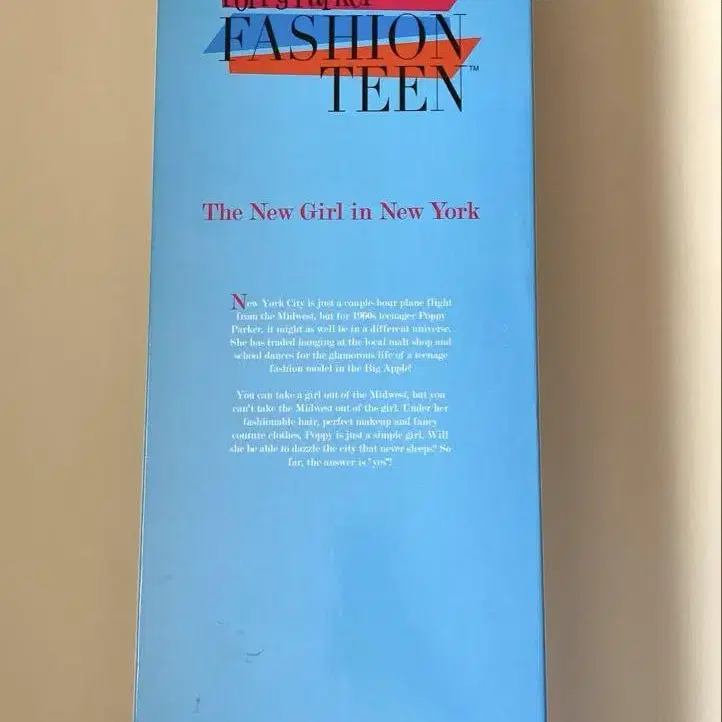 Poppy Parker
FASHION
TEEN™
The New Girl in New York
New York City is just a couple-hour plane flight
from the Midwest, but for 1960s teenager Poppy
Parker, it might as well be in a different universe.
She has traded hanging at the local malt shop and
school dances for the glamorous life of a teenage
fashion model in the Big Apple!
You can take a girl out of the Midwest, but you
can't take the Midwest out of the girl. Under her
fashionable hair, perfect makeup and fancy
couture clothes, Poppy is just a simple girl. Will
she be able to dazzle the city that never sleeps? So
far, the answer is "yes"!